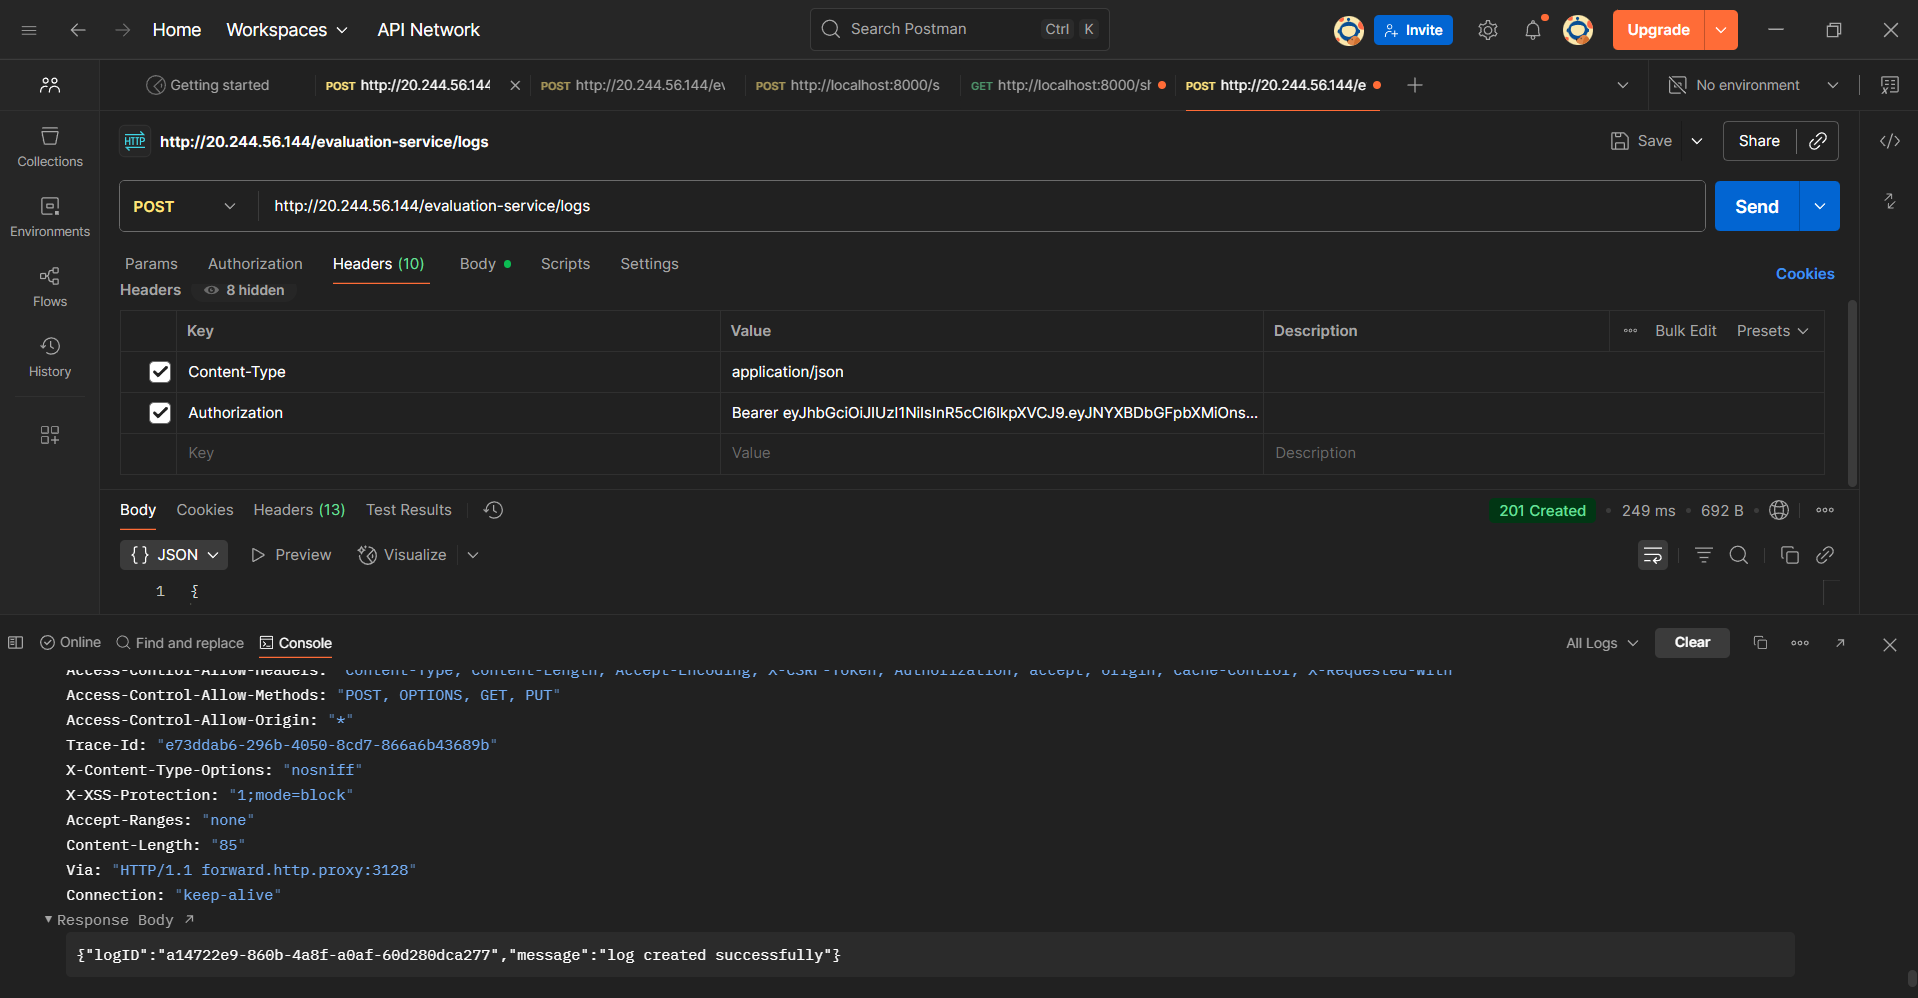 Home Workspaces API Network Search Postman Ctrl K Invite Upgrade
Getting started POST http://20.244.56.144 POST http://20.244.56.144/ev POST http://localhost:8000/s GET http://localhost:8000/sh POST http://20.244.56.144/e No environment
HTTP http://20.244.56.144/evaluation-service/logs Save Share
Collections
POST http://20.244.56.144/evaluation-service/logs Send
Environments
Params Authorization Headers (10) Body Scripts Settings Cookies
Headers 8 hidden
Flows
Key Value Description Bulk Edit Presets
History
Content-Type application/json
Authorization Bearer eyJhbGciOiJIUzI1NiIsInR5cCI6IkpXVCJ9.eyJNYXBDbGFpbXMiOns...
Key Value Description
Body Cookies Headers (13) Test Results 201 Created 249 ms 692 B
{} JSON Preview Visualize
1 {
Online Find and replace Console All Logs Clear
Access-Control-Allow-Headers: "Content-Type, Content-Length, Accept-Encoding, X-CSRF-Token, Authorization, accept, origin, Cache-Control, X-Requested-With"
Access-Control-Allow-Methods: "POST, OPTIONS, GET, PUT"
Access-Control-Allow-Origin: "*"
Trace-Id: "e73ddab6-296b-4050-8cd7-866a6b43689b"
X-Content-Type-Options: "nosniff"
X-XSS-Protection: "1;mode=block"
Accept-Ranges: "none"
Content-Length: "85"
Via: "HTTP/1.1 forward.http.proxy:3128"
Connection: "keep-alive"
Response Body
{"logID":"a14722e9-860b-4a8f-a0af-60d280dca277","message":"log created successfully"}